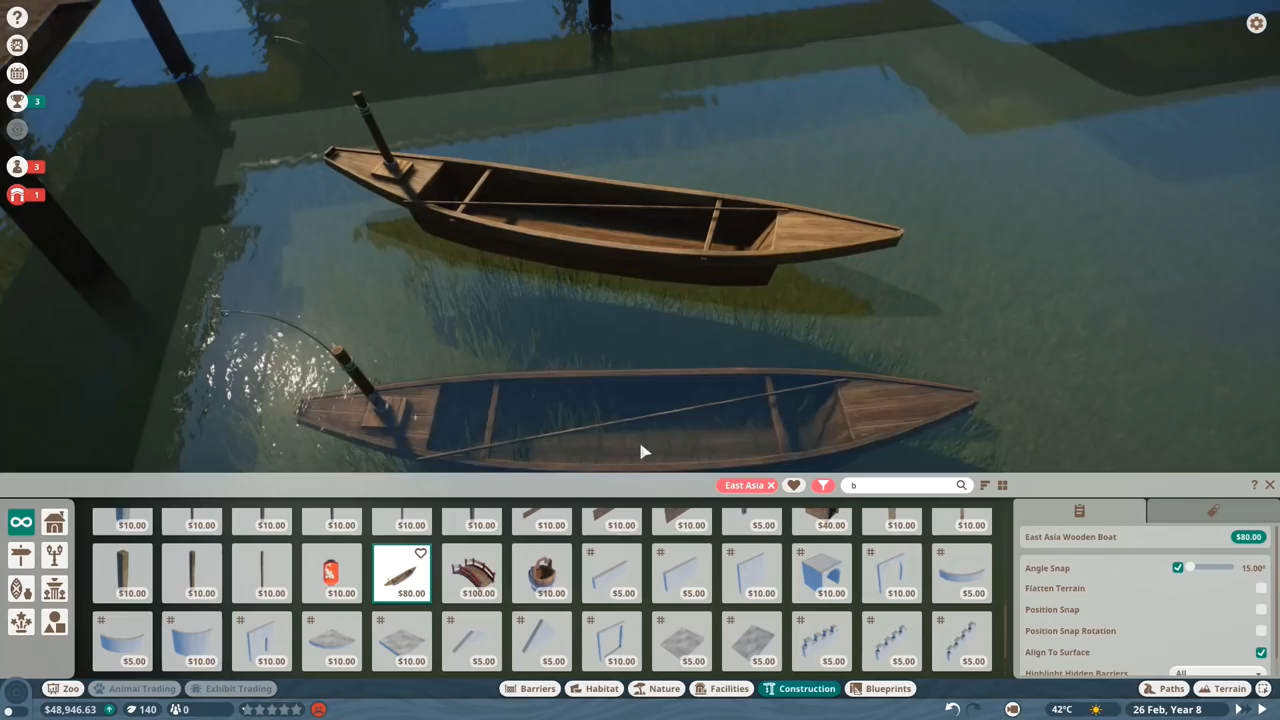 ?
3
3
1
East Asia ✕
b
? ✕
$10.00 $10.00 $10.00 $10.00 $10.00 $10.00 $10.00 $10.00 $10.00 $5.00 $40.00 $10.00 $10.00
$10.00 $10.00 $10.00 $10.00 $80.00 $100.00 $10.00 $5.00 $5.00 $10.00 $10.00 $10.00 $5.00
$5.00 $10.00 $10.00 $5.00 $10.00 $5.00 $5.00 $10.00 $5.00 $10.00 $5.00 $5.00 $5.00
East Asia Wooden Boat $80.00
Angle Snap 15.00°
Flatten Terrain
Position Snap
Position Snap Rotation
Align To Surface
Highlight Hidden Barriers All
Zoo Animal Trading Exhibit Trading Barriers Habitat Nature Facilities Construction Blueprints Paths Terrain
$48,946.63 140 0 42°C 26 Feb, Year 8